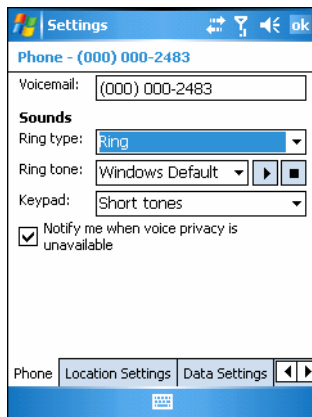 Settings
ok
Phone - (000) 000-2483
Voicemail: (000) 000-2483
Sounds
Ring type: Ring
Ring tone: Windows Default
Keypad: Short tones
Notify me when voice privacy is
unavailable
Phone Location Settings Data Settings